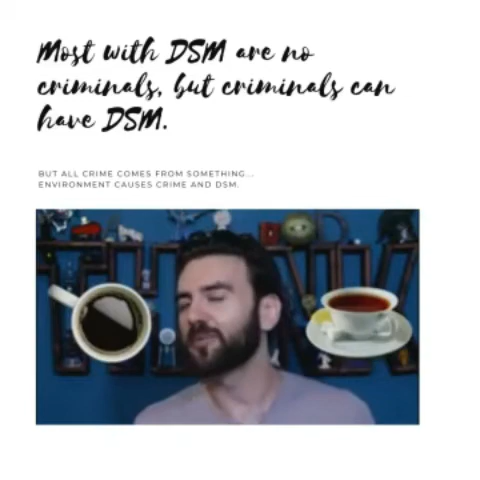 Most with DSM are no
criminals, but criminals can
have DSM.
BUT ALL CRIME COMES FROM SOMETHING...
ENVIRONMENT CAUSES CRIME AND DSM.